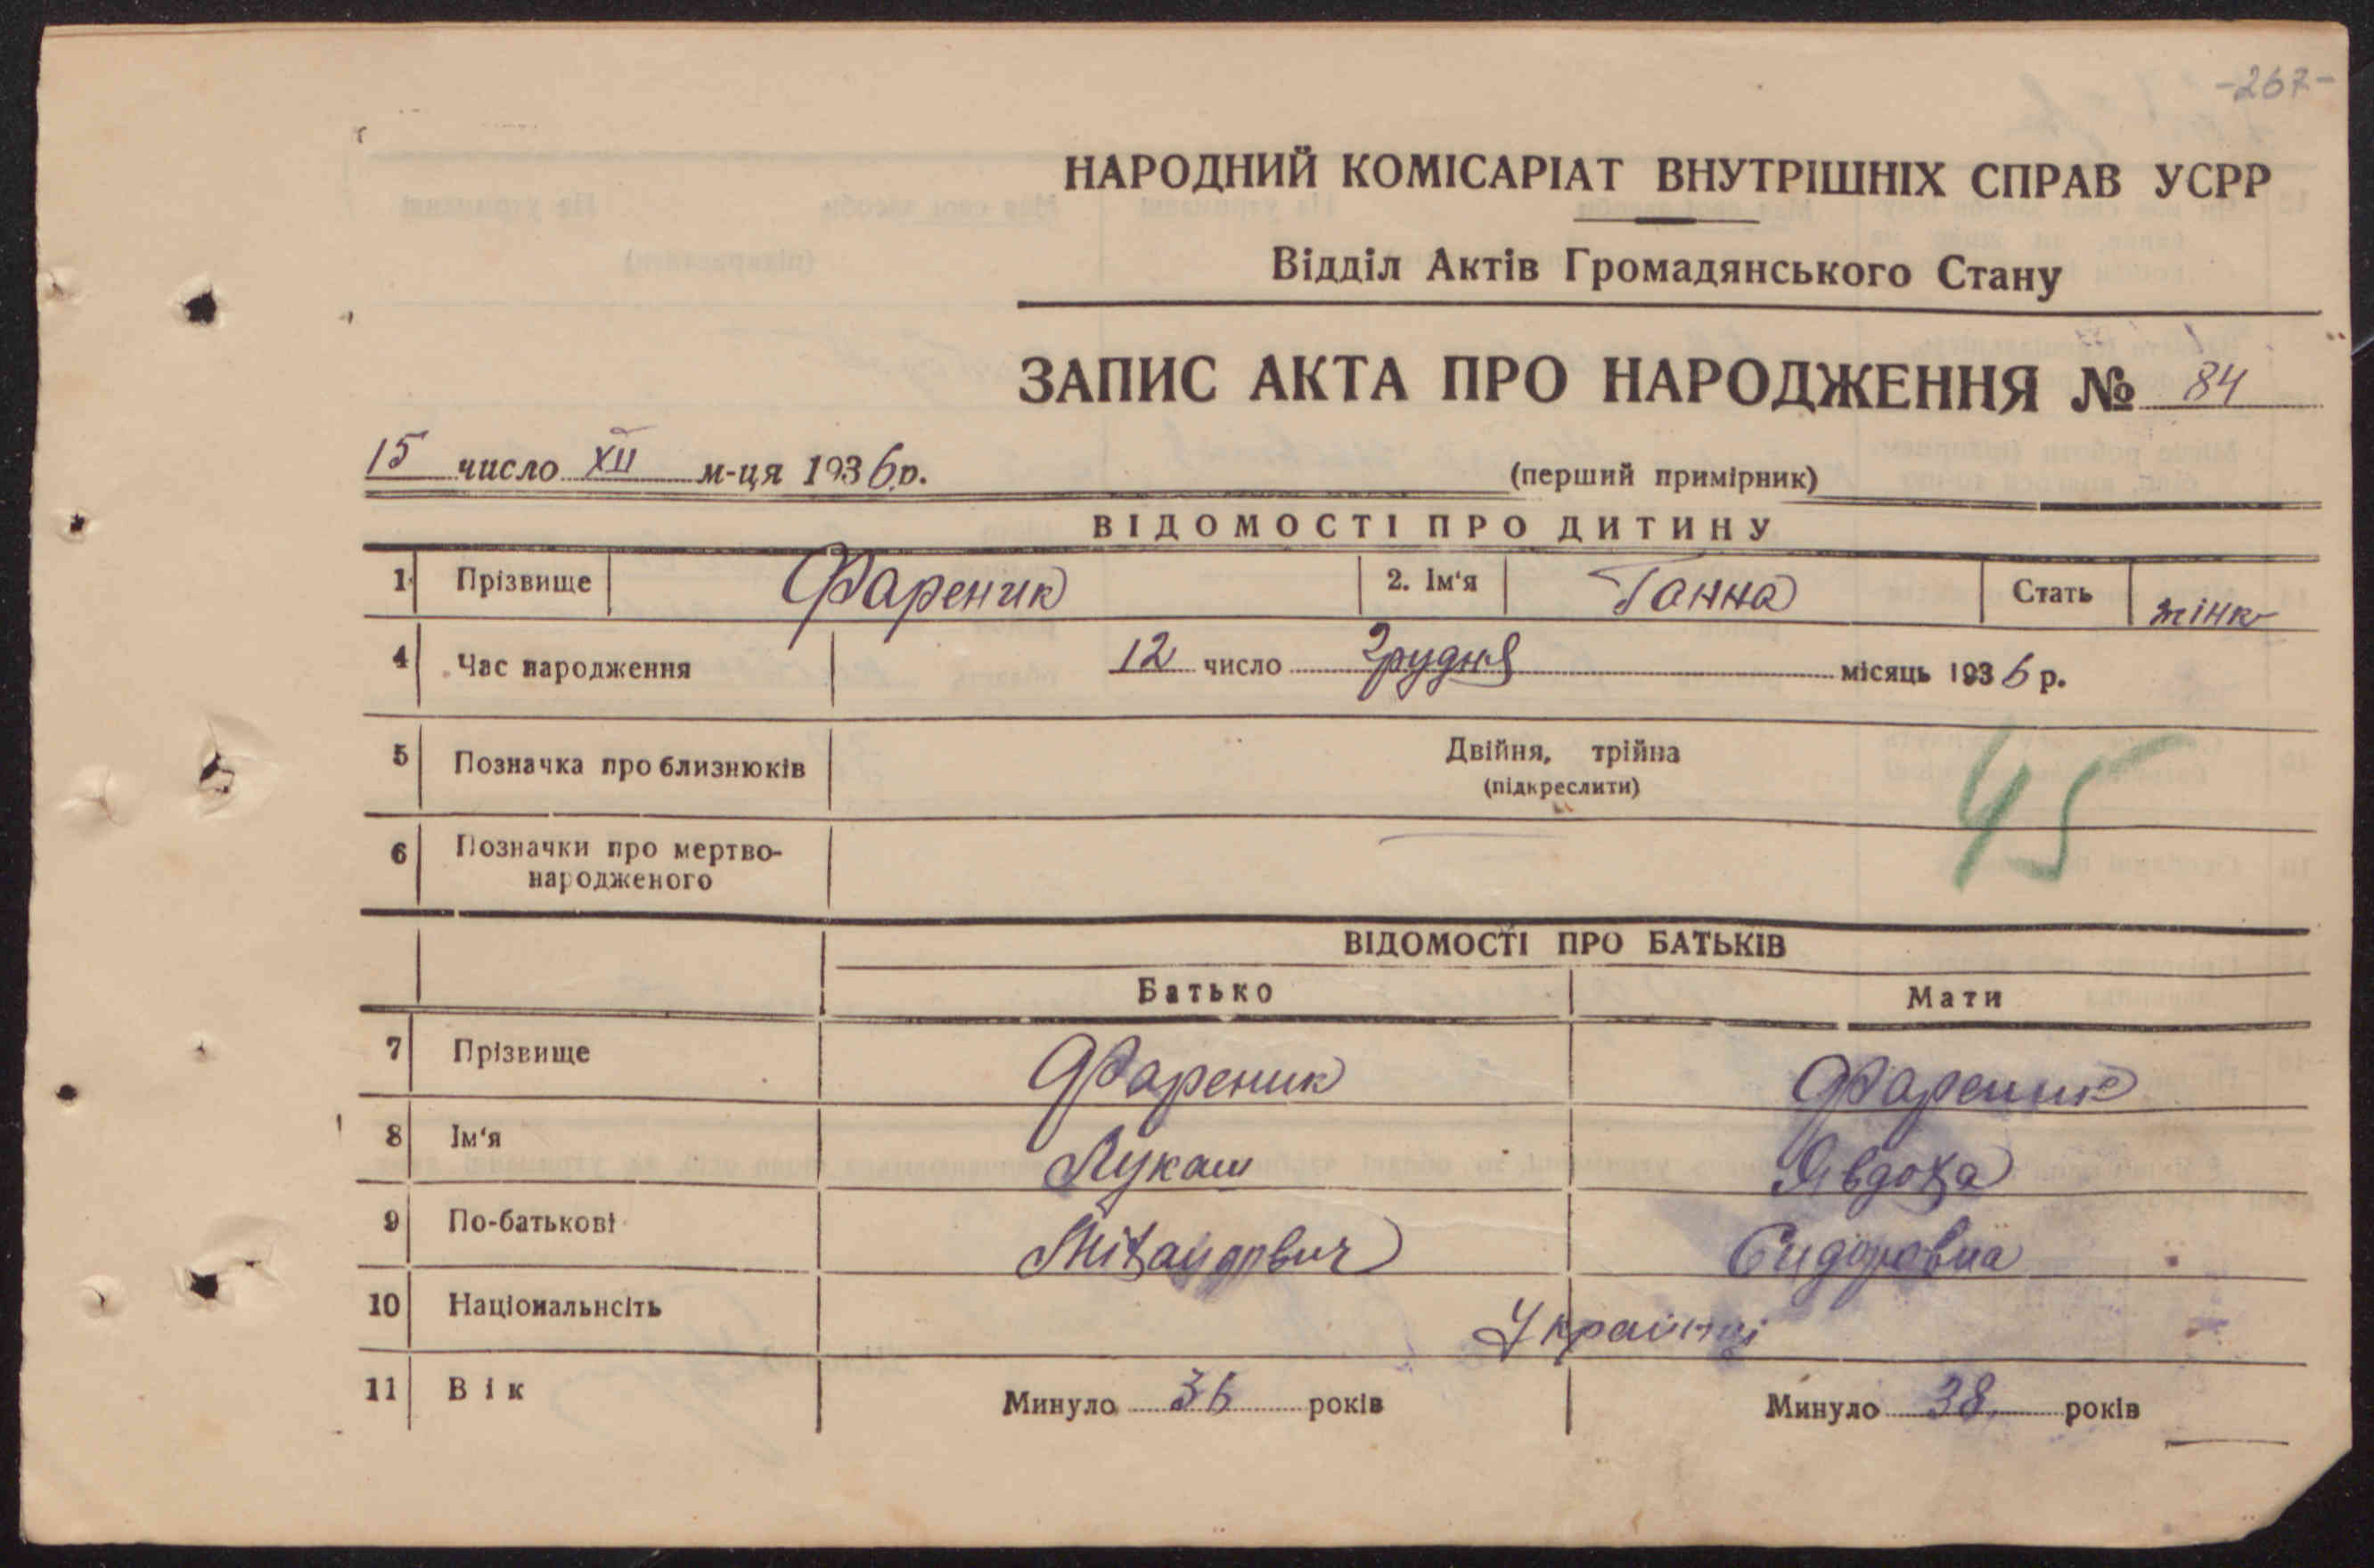 -267-
НАРОДНИЙ КОМІСАРІАТ ВНУТРІШНІХ СПРАВ УСРР
Відділ Актів Громадянського Стану
ЗАПИС АКТА ПРО НАРОДЖЕННЯ № 84
15 число XII м-ця 1936р. (перший примірник)
ВІДОМОСТІ ПРО ДИТИНУ
1 Прізвище Фареник 2. Ім'я Ганна Стать жінк
4 Час народження 12 число Грудня місяць 1936 р.
5 Позначка про близнюків Двійня, трійна
(підкреслити)
45
6 Позначки про мертво-
народженого
ВІДОМОСТІ ПРО БАТЬКІВ
Батько Мати
7 Прізвище Фареник Фареник
8 Ім'я Лукаш Явдоха
9 По-батькові Сидоровна
10 Національнсіть Українці
11 Вік Минуло 36 років Минуло 38 років